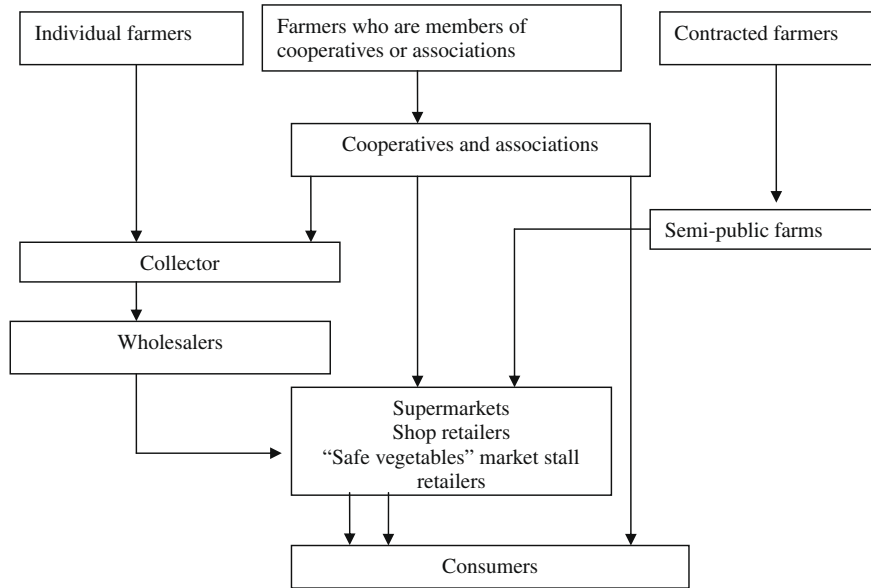 Individual farmers
Farmers who are members of
cooperatives or associations
Contracted farmers
Cooperatives and associations
Semi-public farms
Collector
Wholesalers
Supermarkets
Shop retailers
“Safe vegetables” market stall
retailers
Consumers